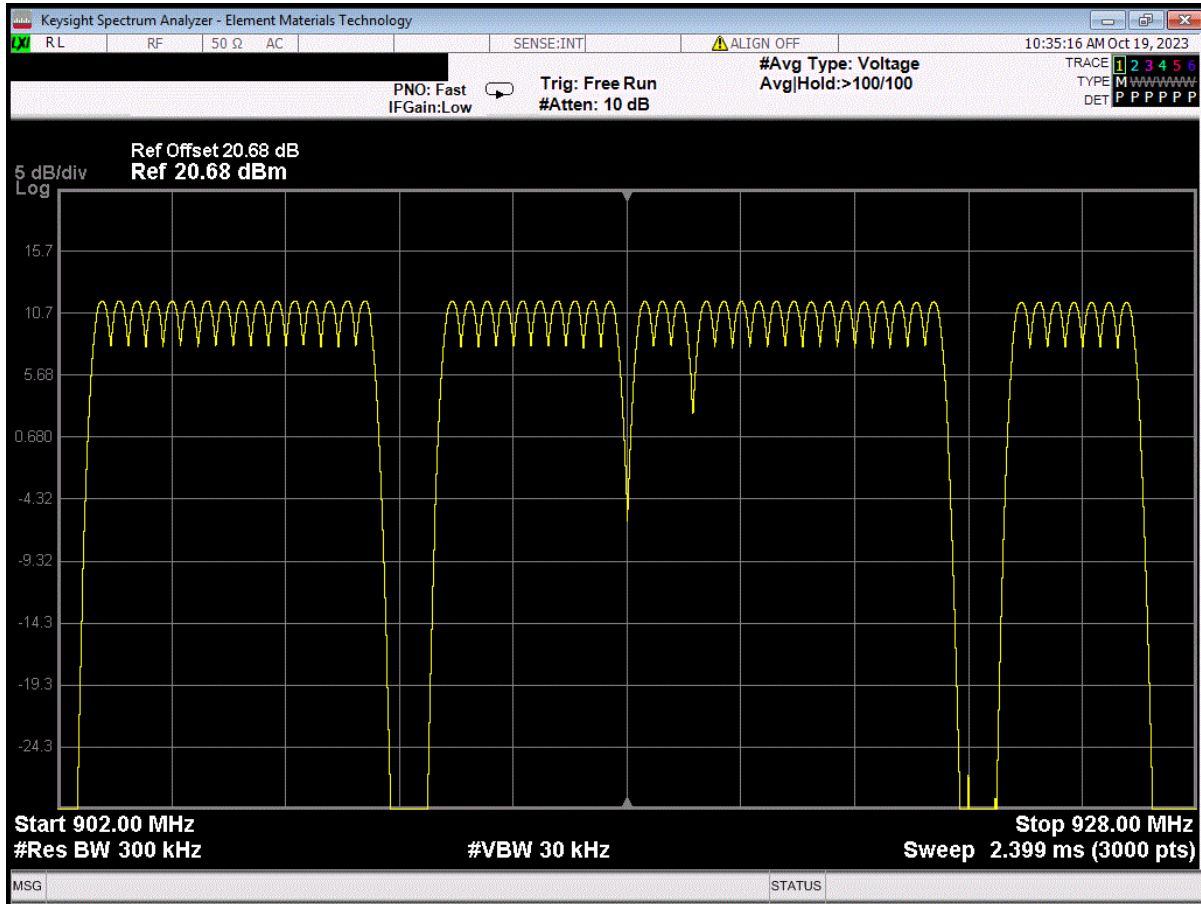 Keysight Spectrum Analyzer - Element Materials Technology
LXI RL RF 50 Ω AC SENSE:INT ALIGN OFF 10:35:16 AM Oct 19, 2023
PNO: Fast
IFGain:Low
Trig: Free Run
#Atten: 10 dB
#Avg Type: Voltage
Avg|Hold:>100/100
TRACE 1 2 3 4 5 6
TYPE M WWWWW
DET P P P P P P
5 dB/div
Log
Ref Offset 20.68 dB
Ref 20.68 dBm
15.7
10.7
5.68
0.680
-4.32
-9.32
-14.3
-19.3
-24.3
Start 902.00 MHz Stop 928.00 MHz
#Res BW 300 kHz #VBW 30 kHz Sweep 2.399 ms (3000 pts)
MSG STATUS